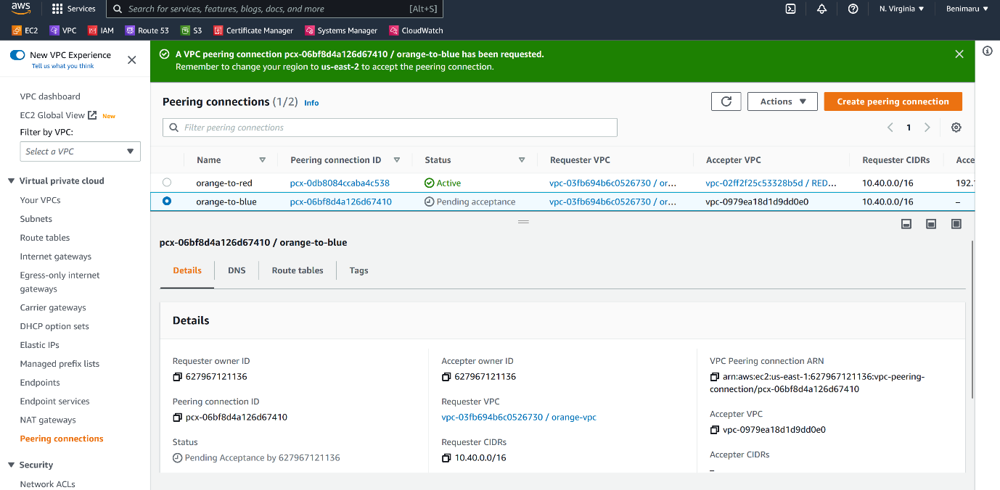 aws
Services
Search for services, features, blogs, docs, and more
[Alt+S]
N. Virginia
Benimaru
EC2
VPC
IAM
Route 53
S3
Certificate Manager
Systems Manager
CloudWatch
New VPC Experience
Tell us what you think
VPC dashboard
EC2 Global View New
Filter by VPC:
Select a VPC
Virtual private cloud
Your VPCs
Subnets
Route tables
Internet gateways
Egress-only internet
gateways
Carrier gateways
DHCP option sets
Elastic IPs
Managed prefix lists
Endpoints
Endpoint services
NAT gateways
Peering connections
Security
Network ACLs
A VPC peering connection pcx-06bf8d4a126d67410 / orange-to-blue has been requested.
Remember to change your region to us-east-2 to accept the peering connection.
Peering connections (1/2) Info
Actions
Create peering connection
Filter peering connections
1
Name
Peering connection ID
Status
Requester VPC
Accepter VPC
Requester CIDRs
Acce
orange-to-red
pcx-0db8084ccaba4c538
Active
vpc-03fb694b6c0526730 / or...
vpc-02ff2f25c53328b5d / RED...
10.40.0.0/16
192.
orange-to-blue
pcx-06bf8d4a126d67410
Pending acceptance
vpc-03fb694b6c0526730 / or...
vpc-0979ea18d1d9dd0e0
10.40.0.0/16
–
pcx-06bf8d4a126d67410 / orange-to-blue
Details
DNS
Route tables
Tags
Details
Requester owner ID
627967121136
Peering connection ID
pcx-06bf8d4a126d67410
Status
Pending Acceptance by 627967121136
Accepter owner ID
627967121136
Requester VPC
vpc-03fb694b6c0526730 / orange-vpc
Requester CIDRs
10.40.0.0/16
VPC Peering connection ARN
arn:aws:ec2:us-east-1:627967121136:vpc-peering-
connection/pcx-06bf8d4a126d67410
Accepter VPC
vpc-0979ea18d1d9dd0e0
Accepter CIDRs
–